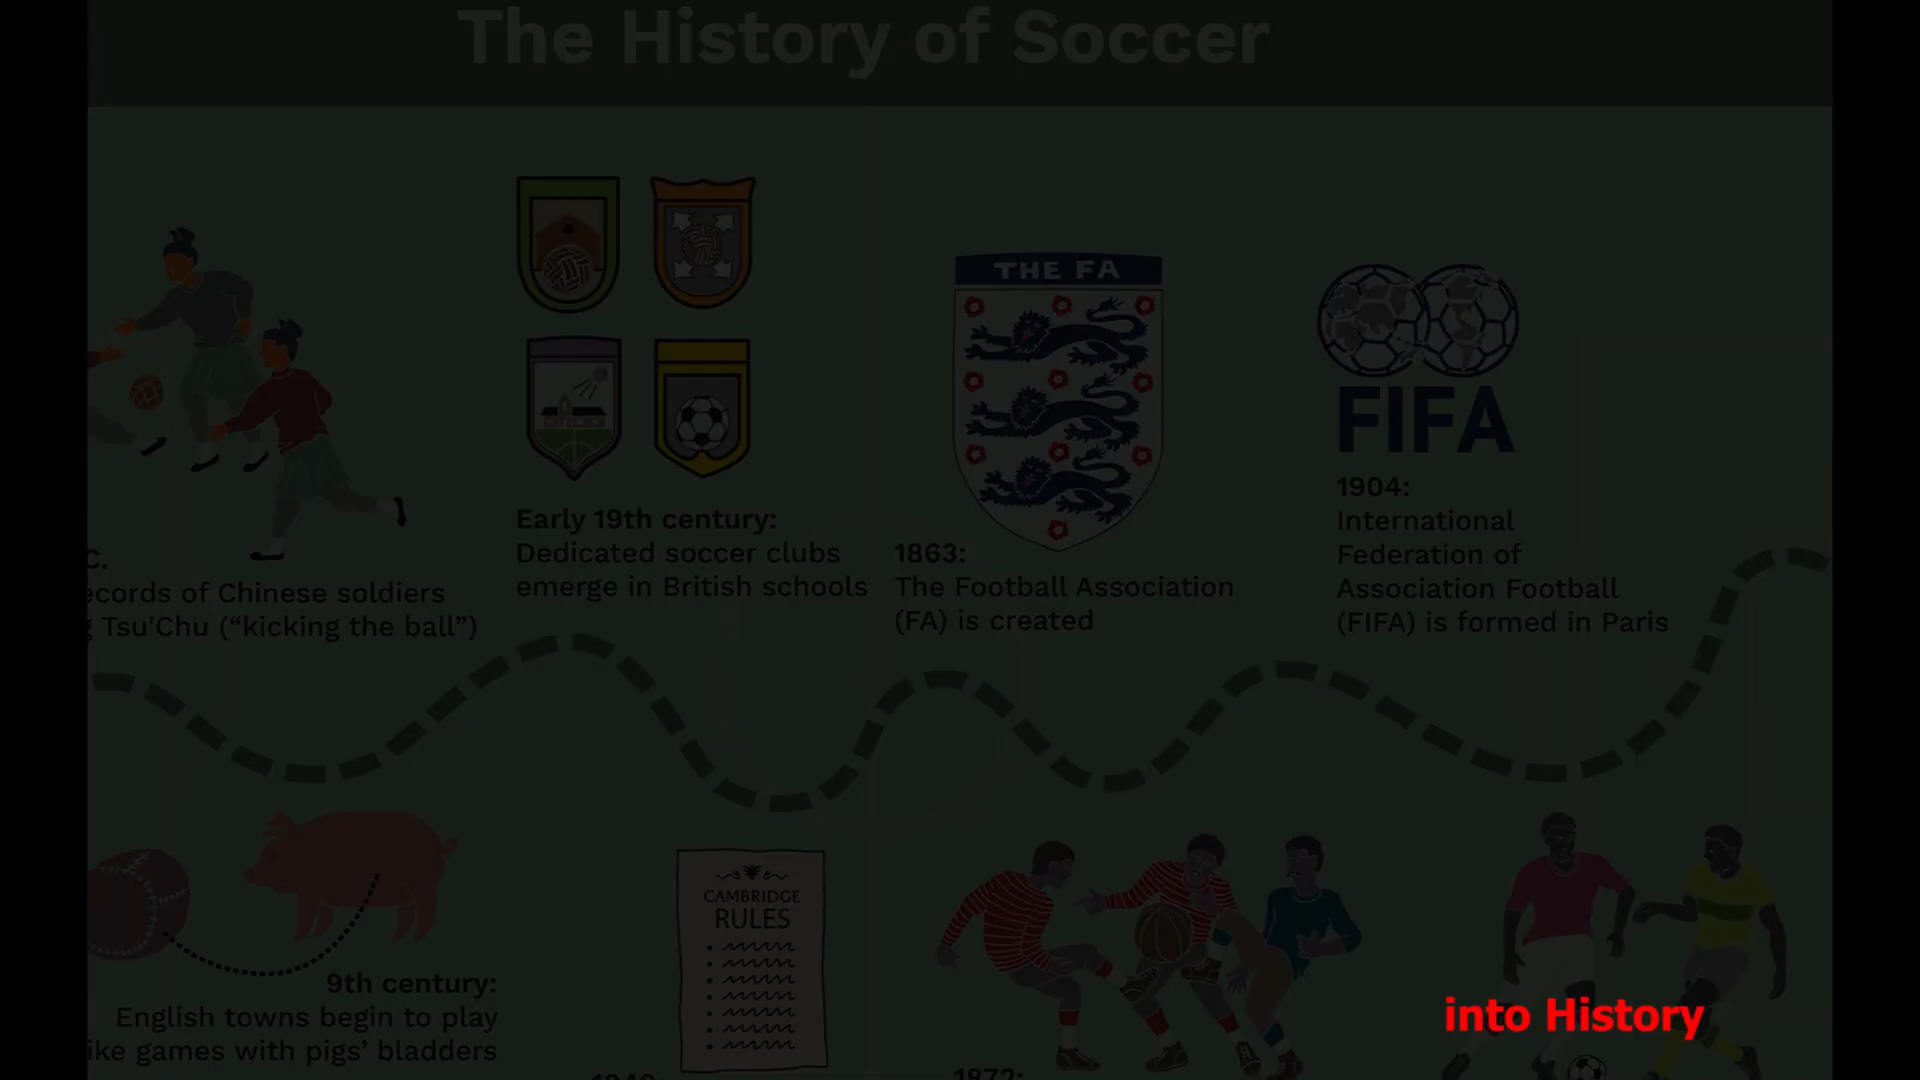 The History of Soccer
THE FA
FIFA
C.
ecords of Chinese soldiers
Tsu'Chu (“kicking the ball”)
Early 19th century:
Dedicated soccer clubs
emerge in British schools
1863:
The Football Association
(FA) is created
1904:
International
Federation of
Association Football
(FIFA) is formed in Paris
CAMBRIDGE
RULES
9th century:
English towns begin to play
ike games with pigs’ bladders
1872:
into History